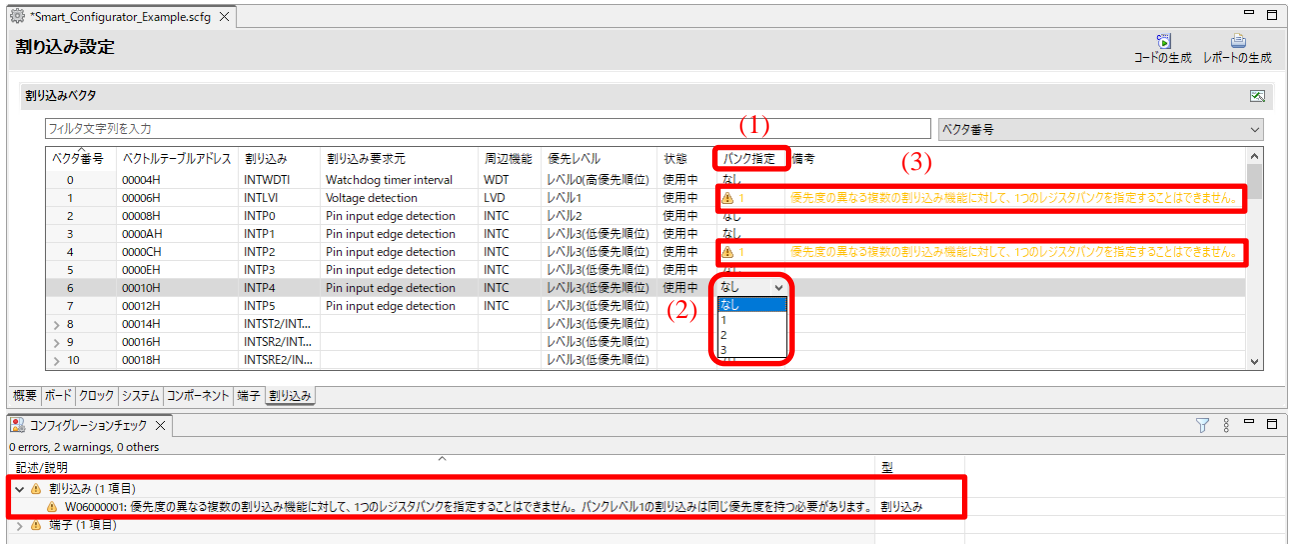 *Smart_Configurator_Example.scfg
割り込み設定
コードの生成 レポートの生成
割り込みベクタ
フィルタ文字列を入力 (1) ベクタ番号
ベクタ番号 ベクトルテーブルアドレス 割り込み 割り込み要求元 周辺機能 優先レベル 状態 バンク指定 備考 (3)
0 00004H INTWDTI Watchdog timer interval WDT レベル0(高優先順位) 使用中 なし
1 00006H INTLVI Voltage detection LVD レベル1 使用中 1 優先度の異なる複数の割り込み機能に対して、1つのレジスタバンクを指定することはできません。
2 00008H INTP0 Pin input edge detection INTC レベル2 使用中 なし
3 0000AH INTP1 Pin input edge detection INTC レベル3(低優先順位) 使用中 なし
4 0000CH INTP2 Pin input edge detection INTC レベル3(低優先順位) 使用中 1 優先度の異なる複数の割り込み機能に対して、1つのレジスタバンクを指定することはできません。
5 0000EH INTP3 Pin input edge detection INTC レベル3(低優先順位) 使用中
6 00010H INTP4 Pin input edge detection INTC レベル3(低優先順位) 使用中 なし
7 00012H INTP5 Pin input edge detection INTC レベル3(低優先順位) (2) なし
8 00014H INTST2/INT... レベル3(低優先順位) 1
9 00016H INTSR2/INT... レベル3(低優先順位) 2
10 00018H INTSRE2/IN... レベル3(低優先順位) 3
概要 ボード クロック システム コンポーネント 端子 割り込み
コンフィグレーションチェック
0 errors, 2 warnings, 0 others
記述/説明 型
割り込み (1 項目)
W06000001: 優先度の異なる複数の割り込み機能に対して、1つのレジスタバンクを指定することはできません。バンクレベル1の割り込みは同じ優先度を持つ必要があります。 割り込み
端子 (1 項目)